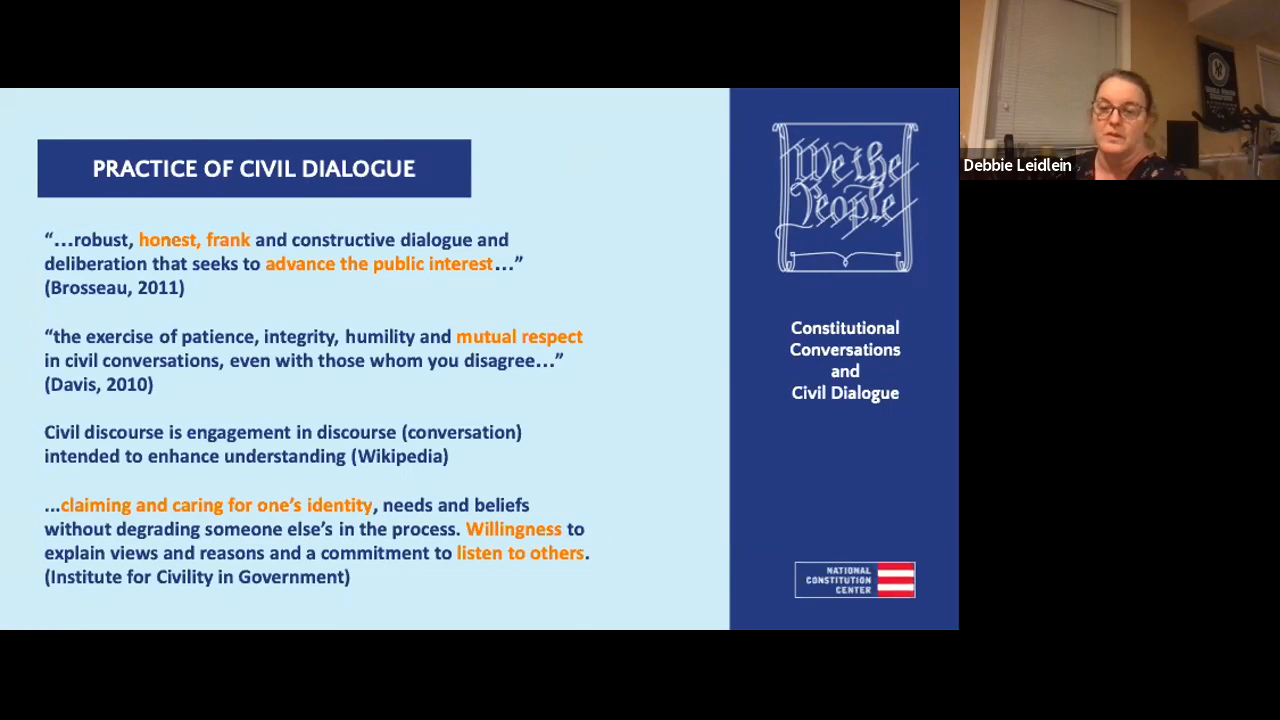 PRACTICE OF CIVIL DIALOGUE
“…robust, honest, frank and constructive dialogue and
deliberation that seeks to advance the public interest…”
(Brosseau, 2011)
“the exercise of patience, integrity, humility and mutual respect
in civil conversations, even with those whom you disagree…”
(Davis, 2010)
Civil discourse is engagement in discourse (conversation)
intended to enhance understanding (Wikipedia)
...claiming and caring for one’s identity, needs and beliefs
without degrading someone else’s in the process. Willingness to
explain views and reasons and a commitment to listen to others.
(Institute for Civility in Government)
We the
People
Constitutional
Conversations
and
Civil Dialogue
NATIONAL
CONSTITUTION
CENTER
Debbie Leidlein